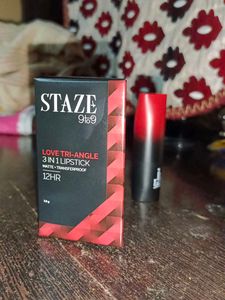 STAZE
9to9
LOVE TRI-ANGLE
3 IN 1 LIPSTICK
MATTE - TRANSFERPROOF
12HR